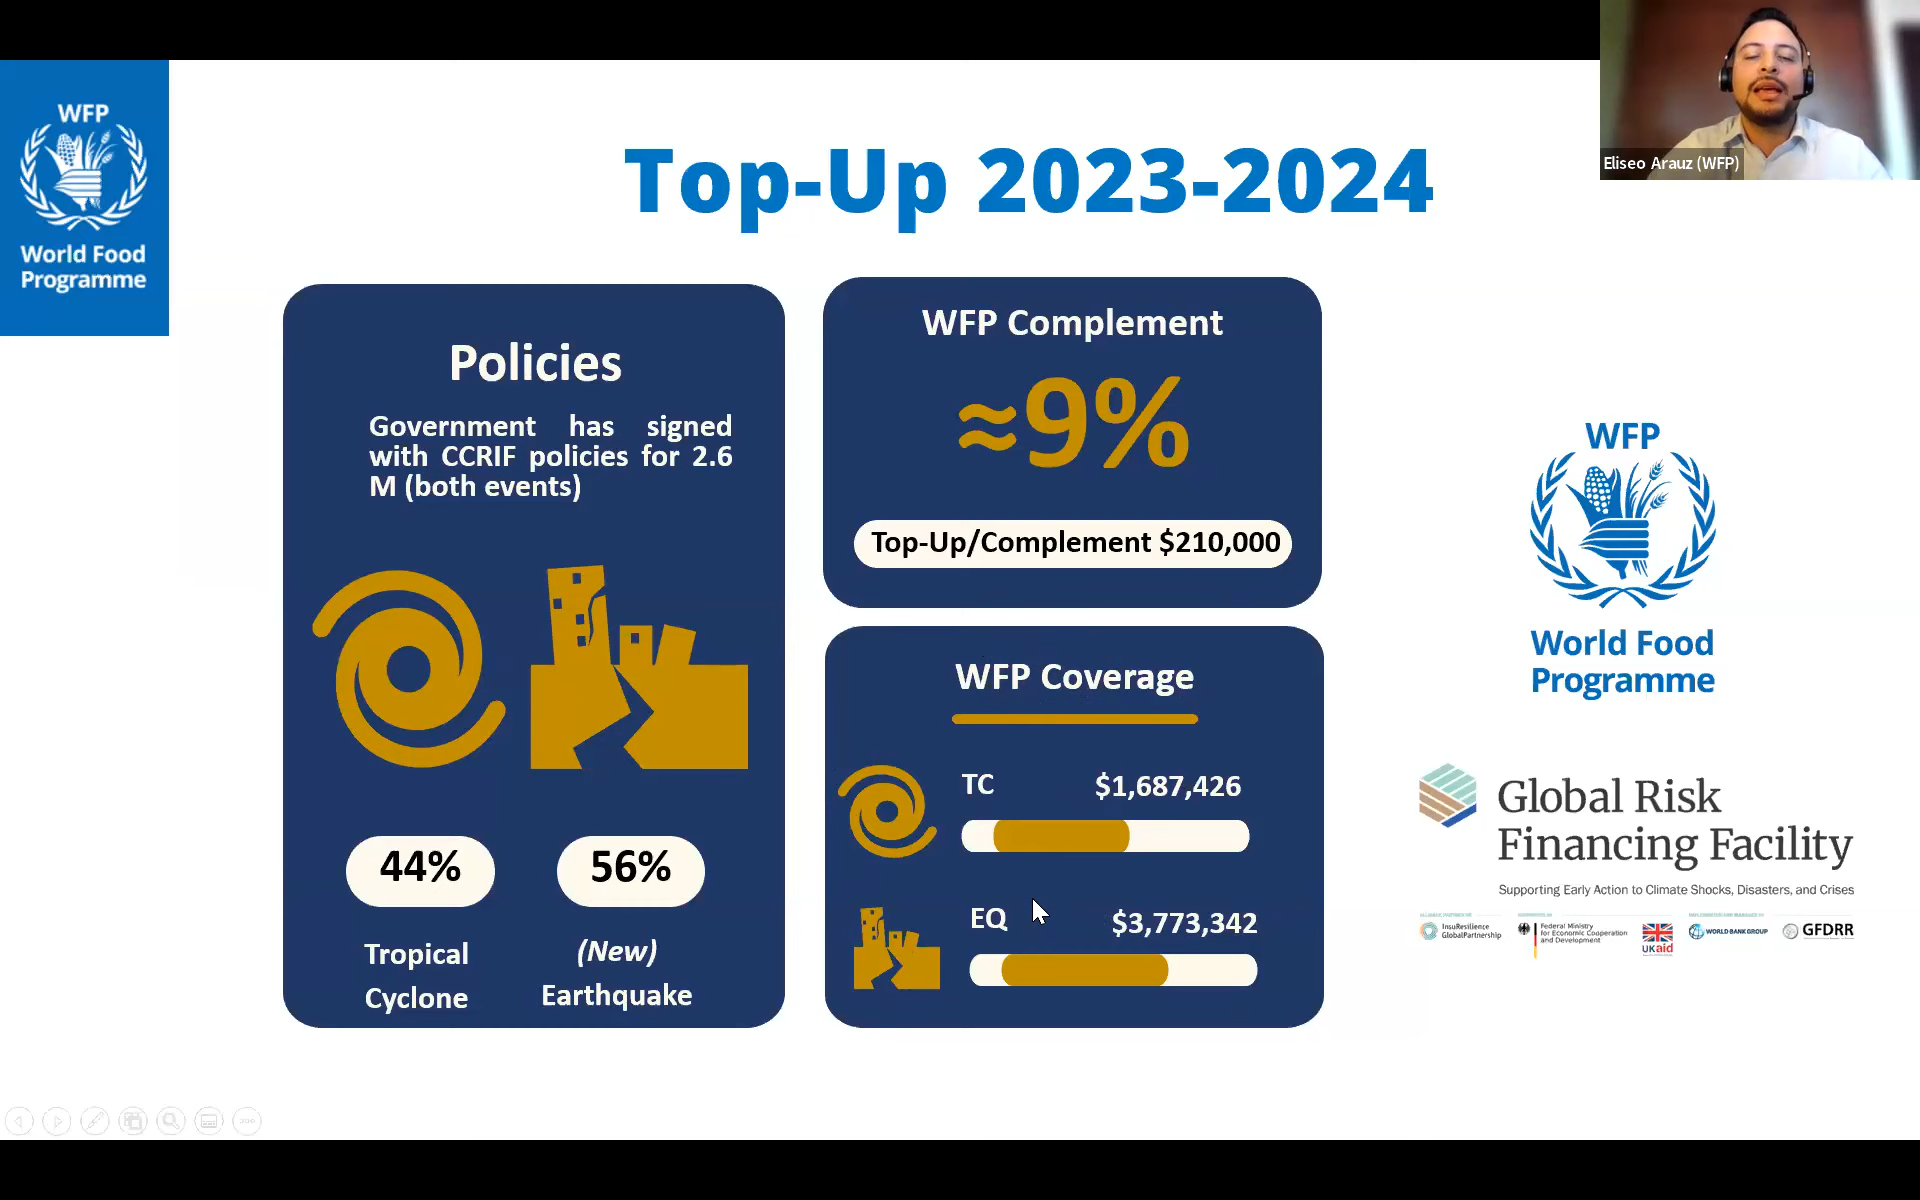 WFP
World Food
Programme
Top-Up 2023-2024
Eliseo Arauz (WFP)
Policies
Government has signed
with CCRIF policies for 2.6
M (both events)
44%
56%
Tropical
Cyclone
(New)
Earthquake
WFP Complement
≈9%
Top-Up/Complement $210,000
WFP Coverage
TC $1,687,426
EQ $3,773,342
WFP
World Food
Programme
Global Risk
Financing Facility
Supporting Early Action to Climate Shocks, Disasters, and Crises
InsuResilience
GlobalPartnership
Federal Ministry
for Economic Cooperation
and Development
UKaid
WORLD BANK GROUP
GFDRR